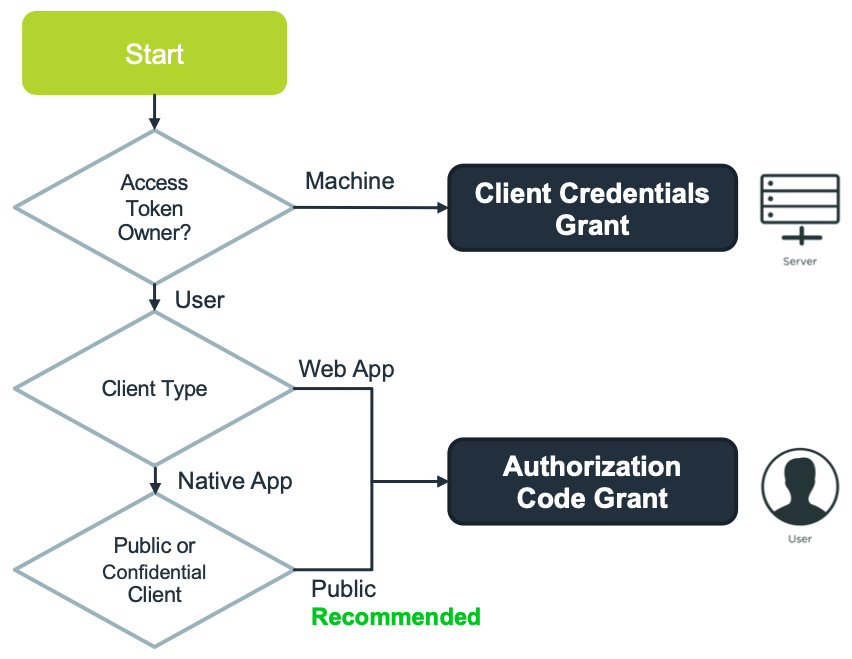 Start
Access
Token
Owner?
Machine
Client Credentials
Grant
Server
User
Client Type
Web App
Native App
Authorization
Code Grant
User
Public or
Confidential
Client
Public
Recommended